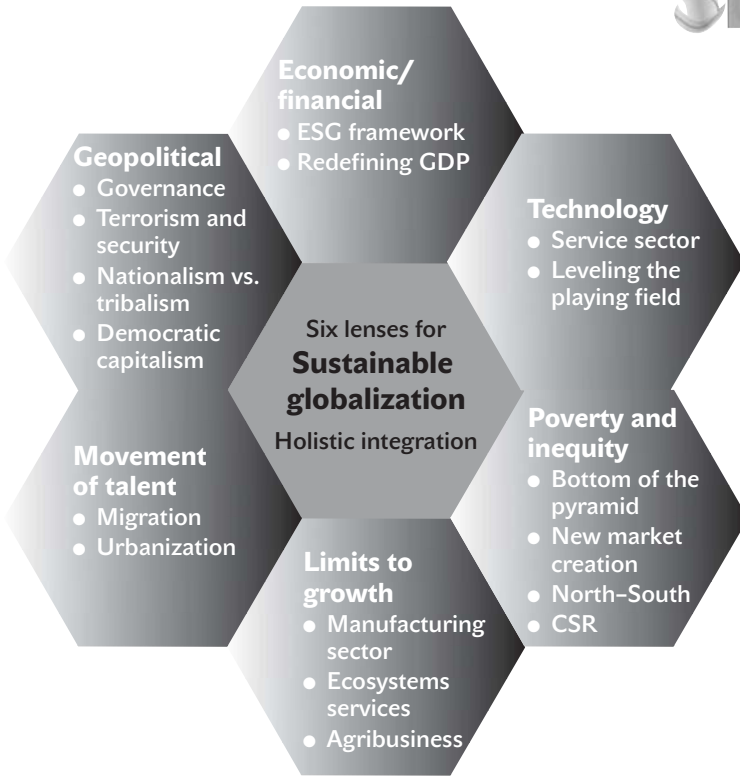 Economic/
financial
● ESG framework
● Redefining GDP
Geopolitical
● Governance
● Terrorism and
security
● Nationalism vs.
tribalism
● Democratic
capitalism
Technology
● Service sector
● Leveling the
playing field
Six lenses for
Sustainable
globalization
Holistic integration
Movement
of talent
● Migration
● Urbanization
Poverty and
inequity
● Bottom of the
pyramid
● New market
creation
● North–South
● CSR
Limits to
growth
● Manufacturing
sector
● Ecosystems
services
● Agribusiness